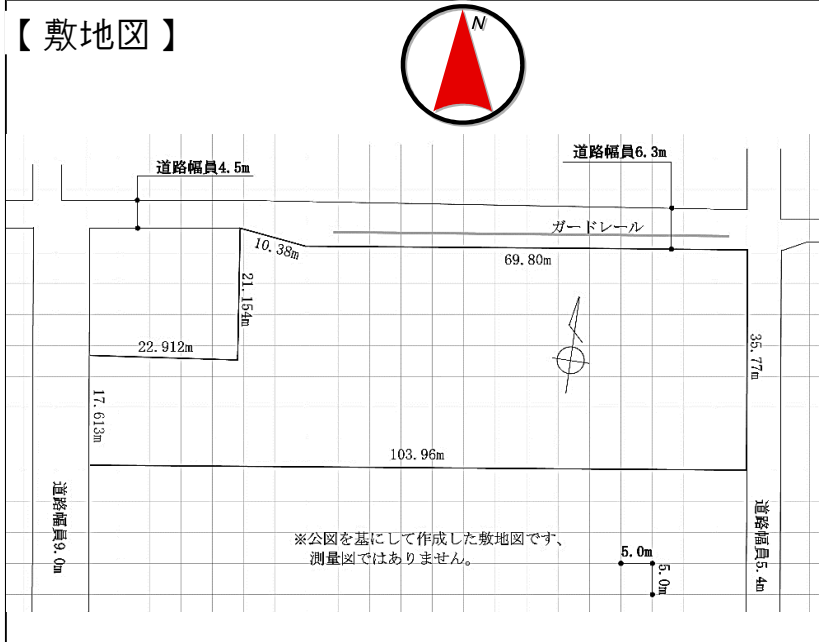 【 敷地図 】
N
道路幅員4.5m
道路幅員6.3m
ガードレール
10.38m
69.80m
21.154m
22.912m
35.77m
17.613m
103.96m
道路幅員9.0m
※公図を基にして作成した敷地図です、
測量図ではありません。
5.0m
5.0m
道路幅員5.4m